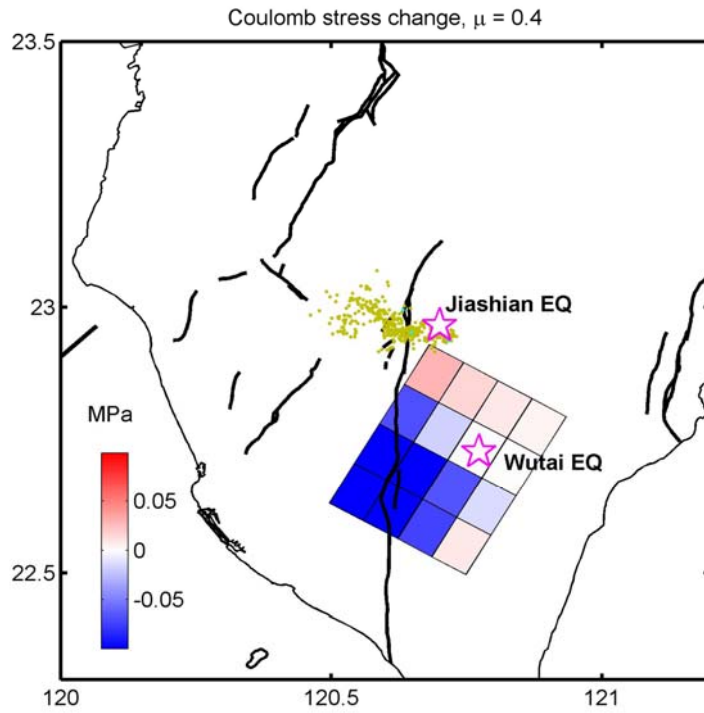 Coulomb stress change, μ = 0.4
23.5
Jiashian EQ
23
MPa
Wutai EQ
0.05
0
-0.05
22.5
120
120.5
121